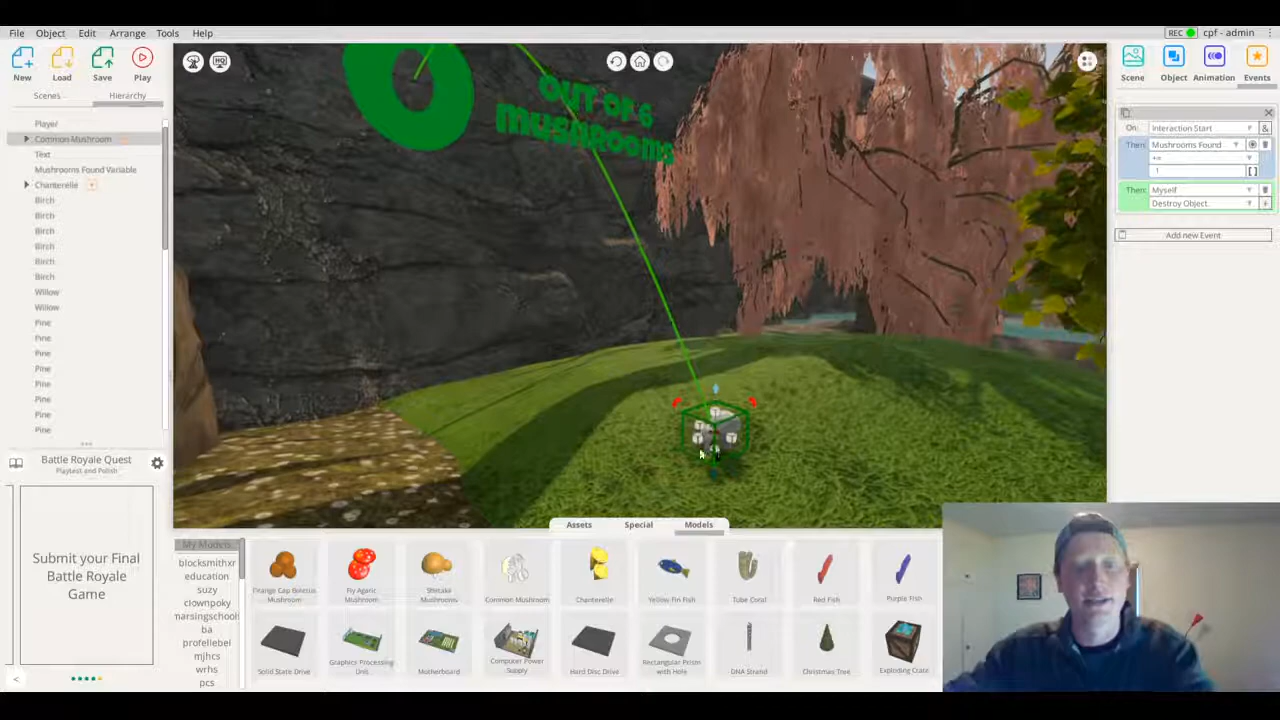 File Object Edit Arrange Tools Help
REC cpf - admin
New Load Save Play
Scene Object Animation Events
Scenes Hierarchy
Player
Common Mushroom
Text
Mushrooms Found Variable
Chanterelle
Birch
Birch
Birch
Birch
Birch
Birch
Willow
Willow
Pine
Pine
Pine
Pine
Pine
Pine
Pine
Pine
0
OUT OF 6
MUSHROOMS
On: Interaction Start &
Then: Mushrooms Found
+=
1 []
Then: Myself
Destroy Object
Add new Event
Battle Royale Quest
Playtest and Polish
Submit your Final
Battle Royale
Game
<
Assets Special Models
My Models
blocksmithxr
education
suzy
clownpoky
marsingschools
ba
profellebel
mjhcs
wrhs
pcs
Orange Cap Boletus
Mushroom
Fly Agaric
Mushroom
Shiitake
Mushrooms
Common Mushroom
Chanterelle
Yellow Fin Fish
Tube Coral
Red Fish
Purple Fish
Solid State Drive
Graphics Processing
Unit
Motherboard
Computer Power
Supply
Hard Disc Drive
Rectangular Prism
with Hole
DNA Strand
Christmas Tree
Exploding Crate